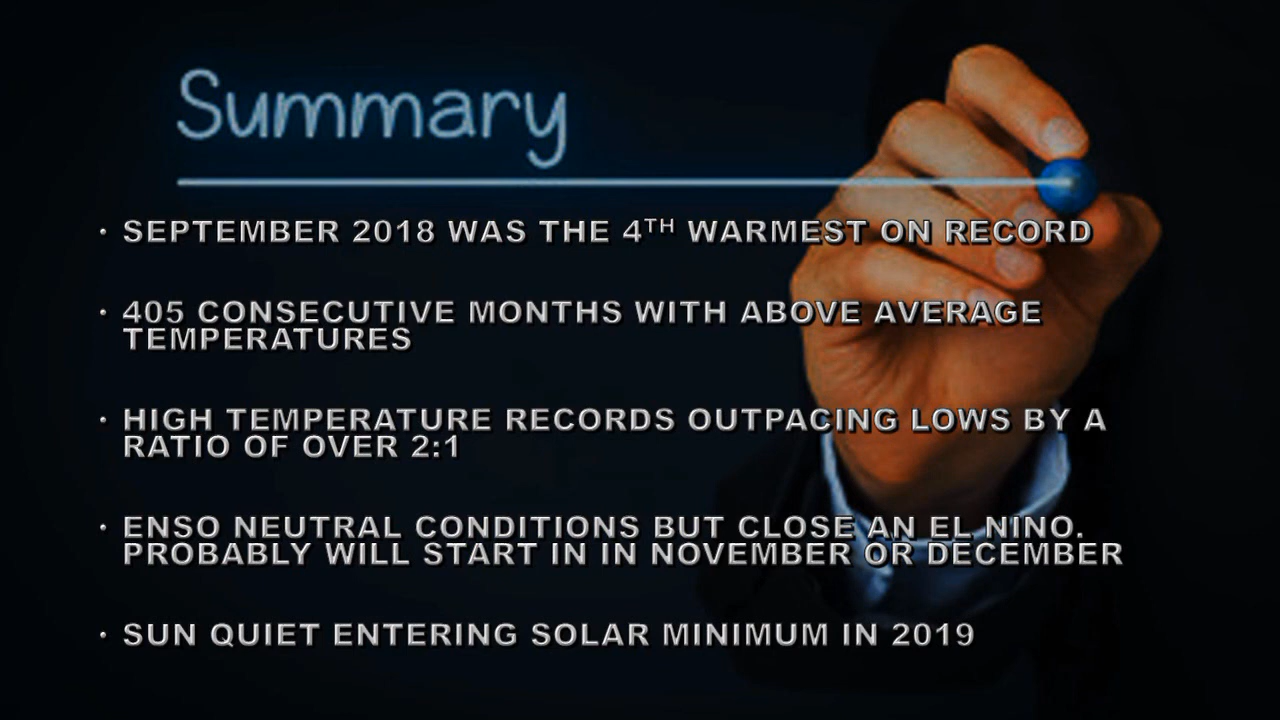 Summary
• SEPTEMBER 2018 WAS THE 4TH WARMEST ON RECORD
• 405 CONSECUTIVE MONTHS WITH ABOVE AVERAGE
TEMPERATURES
• HIGH TEMPERATURE RECORDS OUTPACING LOWS BY A
RATIO OF OVER 2:1
• ENSO NEUTRAL CONDITIONS BUT CLOSE AN EL NINO.
PROBABLY WILL START IN IN NOVEMBER OR DECEMBER
• SUN QUIET ENTERING SOLAR MINIMUM IN 2019